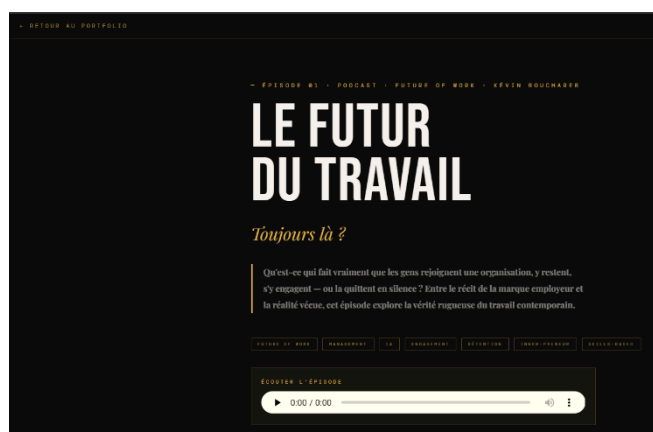 ← RETOUR AU PORTFOLIO
— ÉPISODE #1 · PODCAST · FUTURE OF WORK · KÉVIN BOUCHAREB
LE FUTUR
DU TRAVAIL
Toujours là ?
Qu'est-ce qui fait vraiment que les gens rejoignent une organisation, y restent,
s'y engagent — ou la quittent en silence ? Entre le récit de la marque employeur et
la réalité vécue, cet épisode explore la vérité rugueuse du travail contemporain.
FUTURE OF WORK MANAGEMENT IA ENGAGEMENT RÉTENTION INNER-PRENEUR SKILLS-BASED
ÉCOUTER L'ÉPISODE
0:00 / 0:00